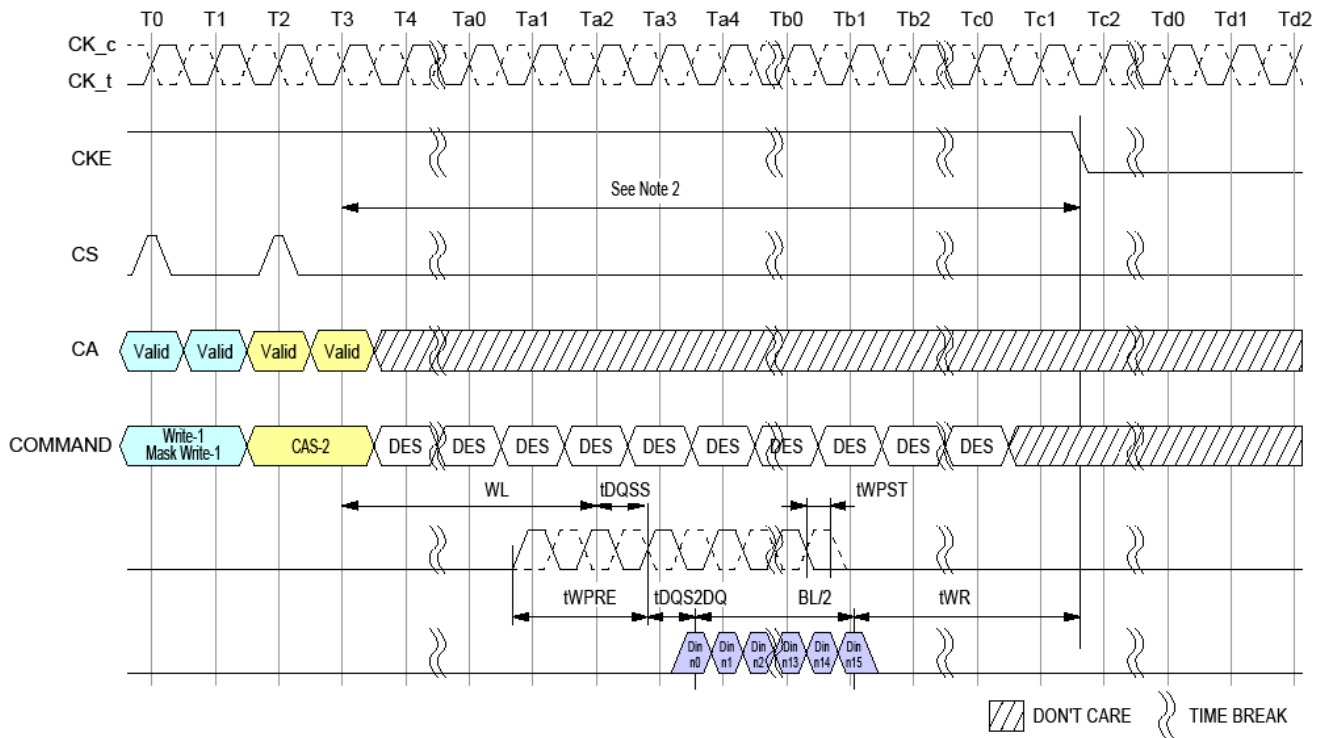 T0 T1 T2 T3 T4 Ta0 Ta1 Ta2 Ta3 Ta4 Tb0 Tb1 Tb2 Tc0 Tc1 Tc2 Td0 Td1 Td2
CK_c
CK_t
CKE
See Note 2
CS
CA Valid Valid Valid Valid
COMMAND Write-1 Mask Write-1 CAS-2 DES DES DES DES DES DES DES DES DES DES
WL tDQSS tWPST
tWPRE tDQS2DQ BL/2 tWR
Din n0 Din n1 Din n2 Din n13 Din n14 Din n15
DON'T CARE TIME BREAK